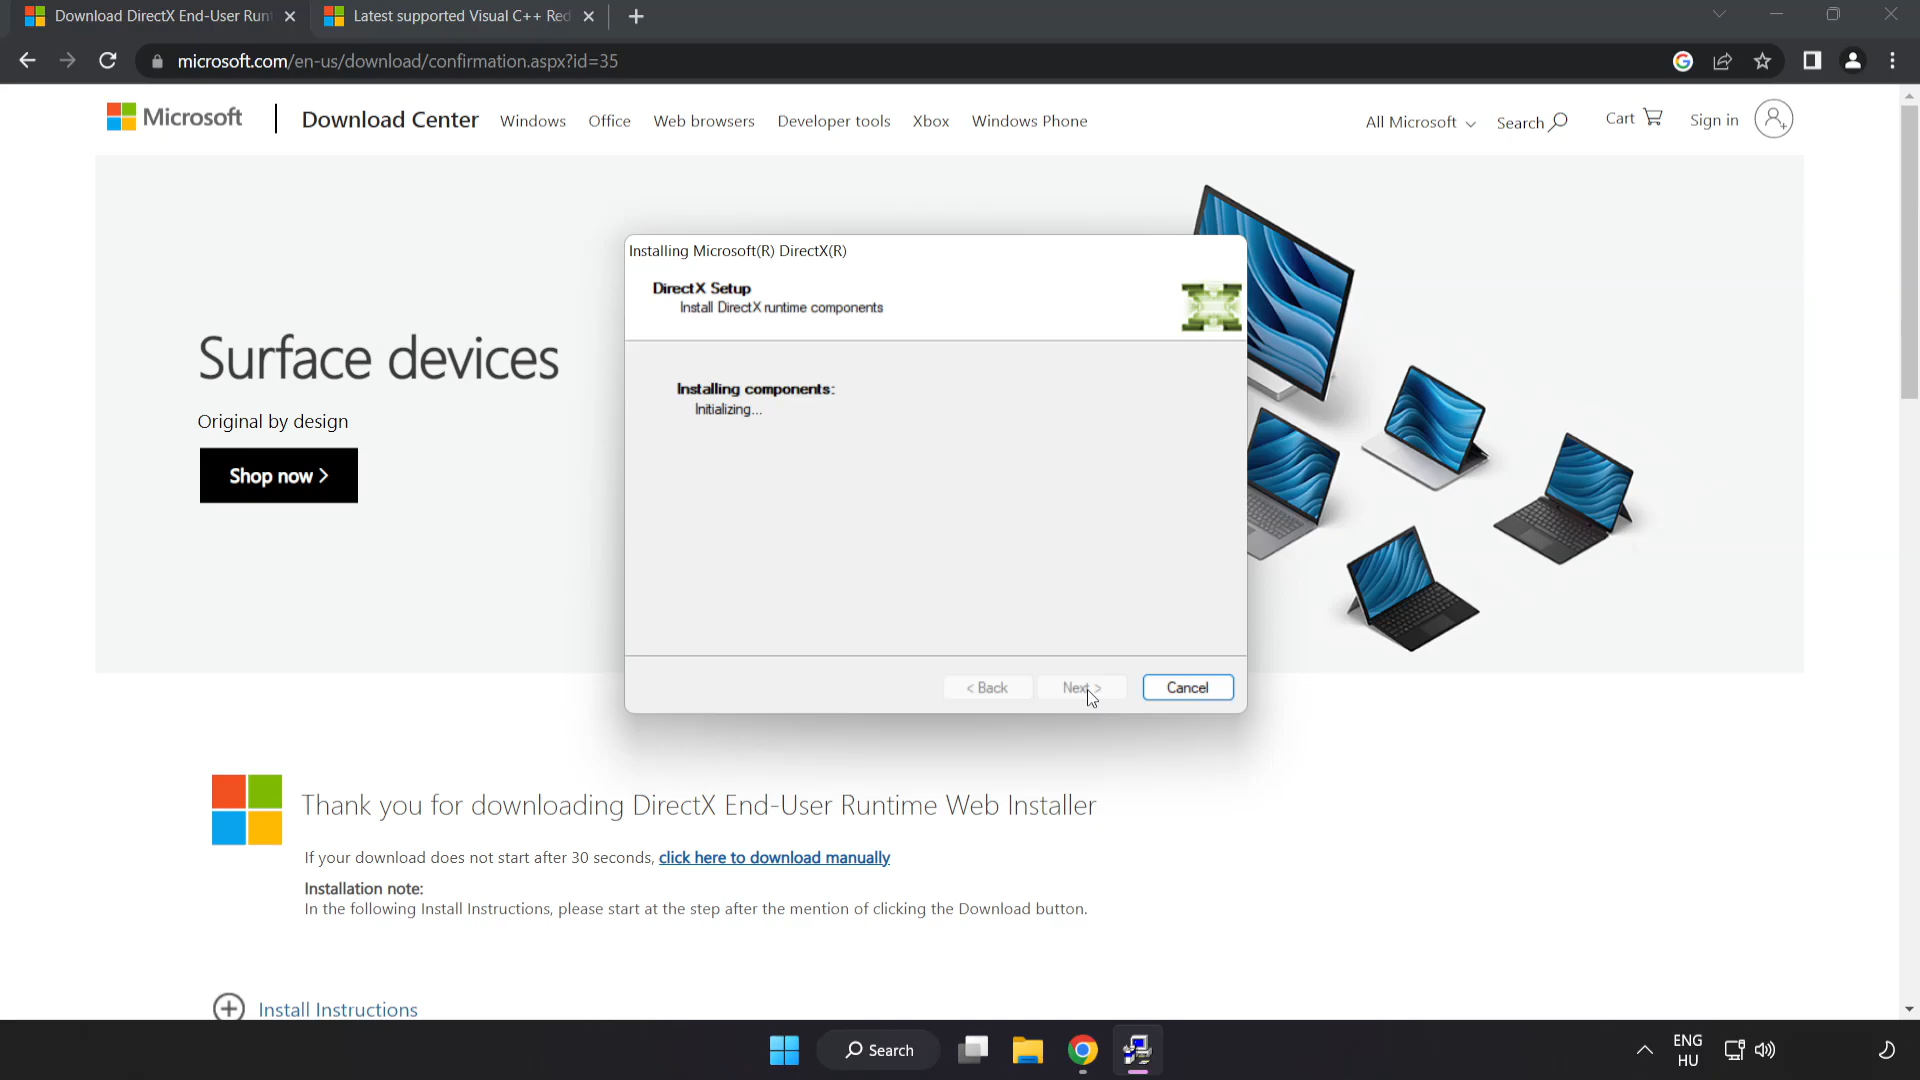 Download DirectX End-User Runt
Latest supported Visual C++ Red
microsoft.com/en-us/download/confirmation.aspx?id=35
Microsoft
Download Center
Windows
Office
Web browsers
Developer tools
Xbox
Windows Phone
All Microsoft
Search
Cart
Sign in
Surface devices
Original by design
Shop now
Installing Microsoft(R) DirectX(R)
DirectX Setup
Install DirectX runtime components
Installing components:
Initializing...
< Back
Next >
Cancel
Thank you for downloading DirectX End-User Runtime Web Installer
If your download does not start after 30 seconds, click here to download manually
Installation note:
In the following Install Instructions, please start at the step after the mention of clicking the Download button.
Install Instructions
Search
ENG
HU